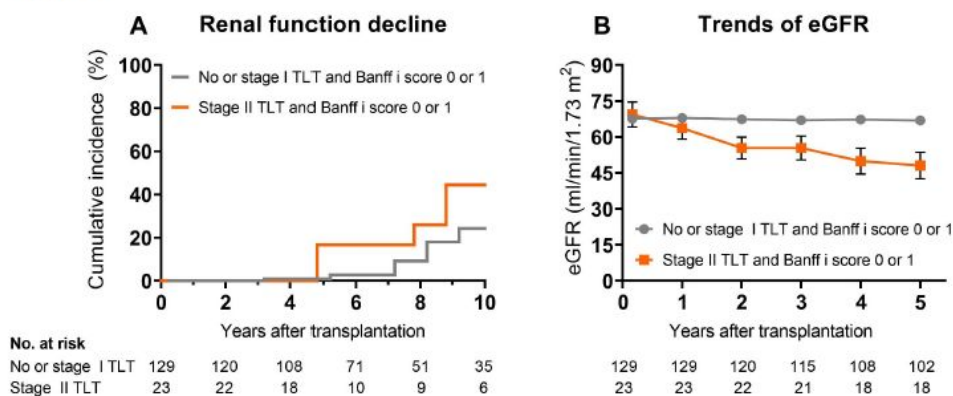 A Renal function decline
Cumulative incidence (%)
100
80
60
40
20
0
No or stage I TLT and Banff i score 0 or 1
Stage II TLT and Banff i score 0 or 1
0 2 4 6 8 10
Years after transplantation
No. at risk
No or stage I TLT 129 120 108 71 51 35
Stage II TLT 23 22 18 10 9 6
B Trends of eGFR
eGFR (ml/min/1.73 m²)
90
75
60
45
30
15
0
No or stage I TLT and Banff i score 0 or 1
Stage II TLT and Banff i score 0 or 1
0 1 2 3 4 5
Years after transplantation
129 129 120 115 108 102
23 23 22 21 18 18